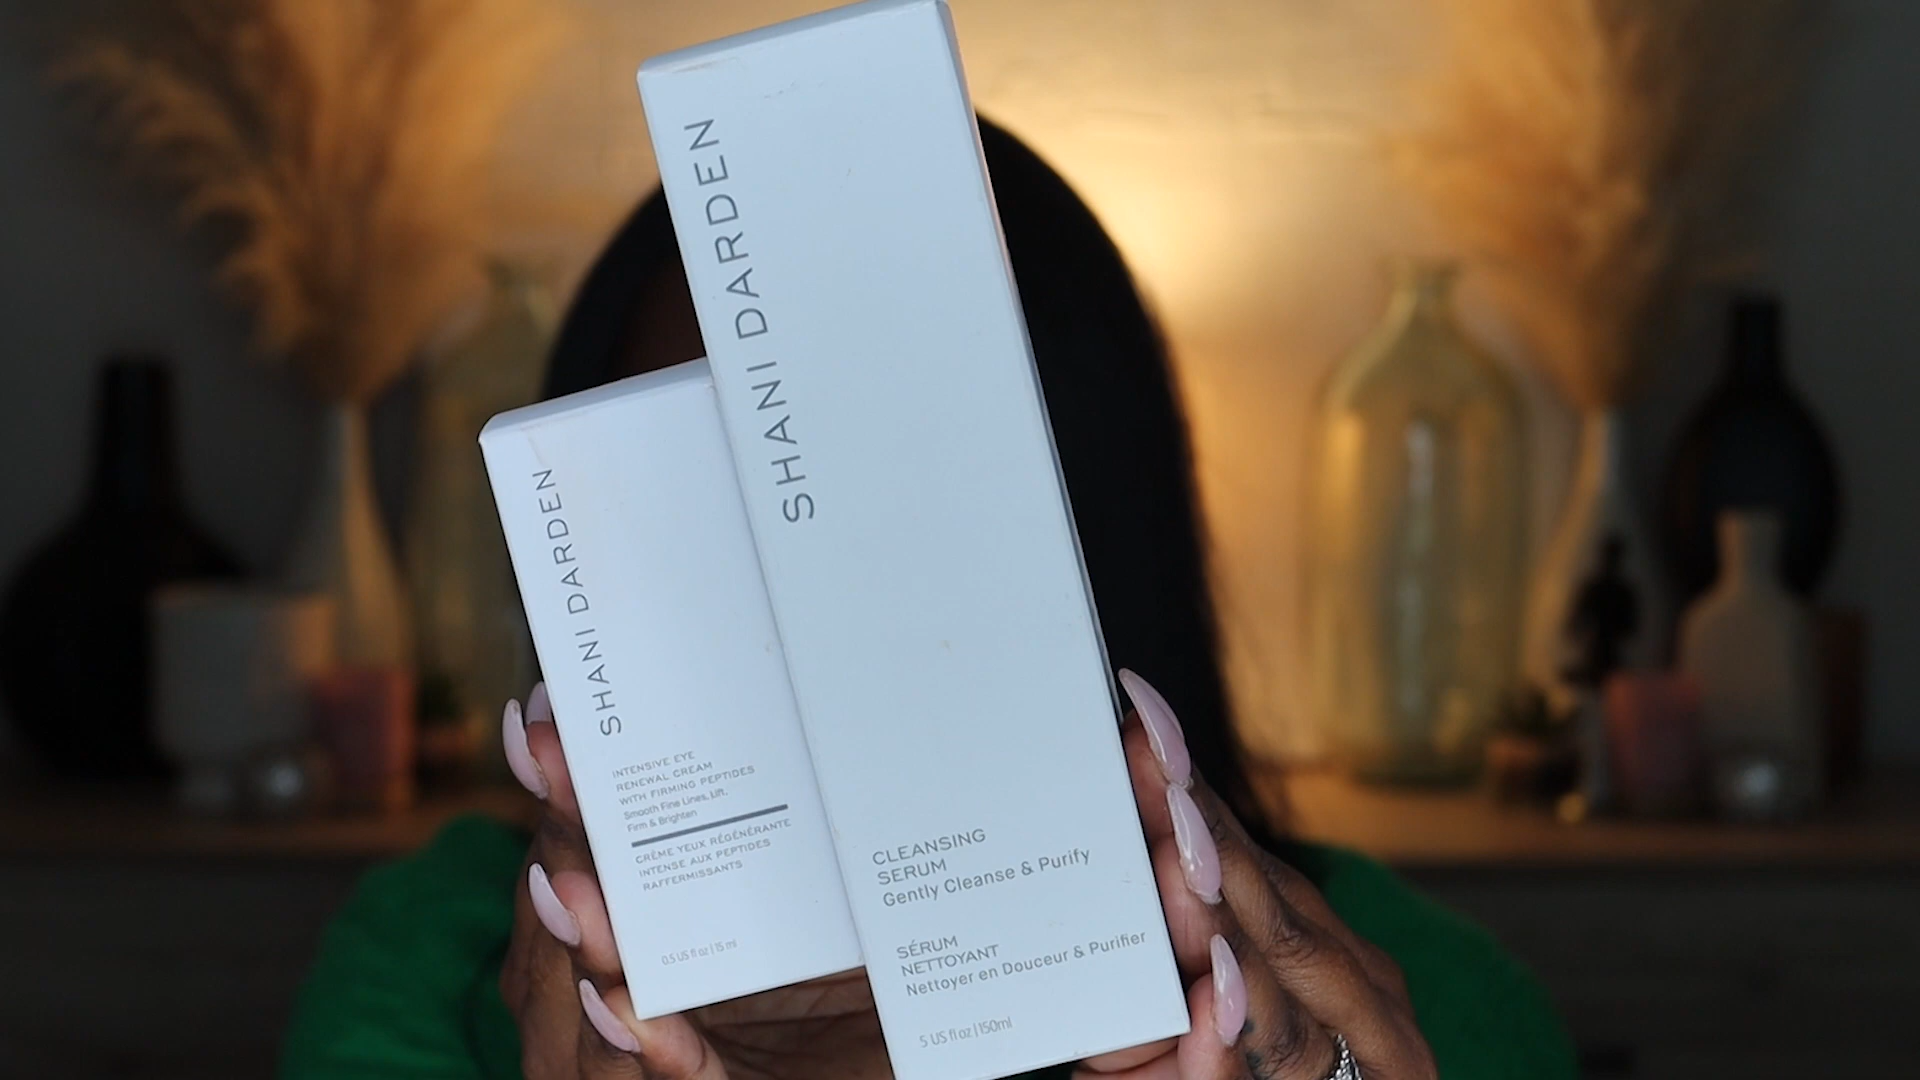 SHANI DARDEN
INTENSIVE EYE
RENEWAL CREAM
WITH FIRMING PEPTIDES
Smooth Fine Lines, Lift,
Firm & Brighten
CRÈME YEUX RÉGÉNÉRANTE
INTENSE AUX PEPTIDES
RAFFERMISSANTS
0.5 US fl oz | 15 ml
SHANI DARDEN
CLEANSING
SERUM
Gently Cleanse & Purify
SÉRUM
NETTOYANT
Nettoyer en Douceur & Purifier
5 US fl oz | 150ml